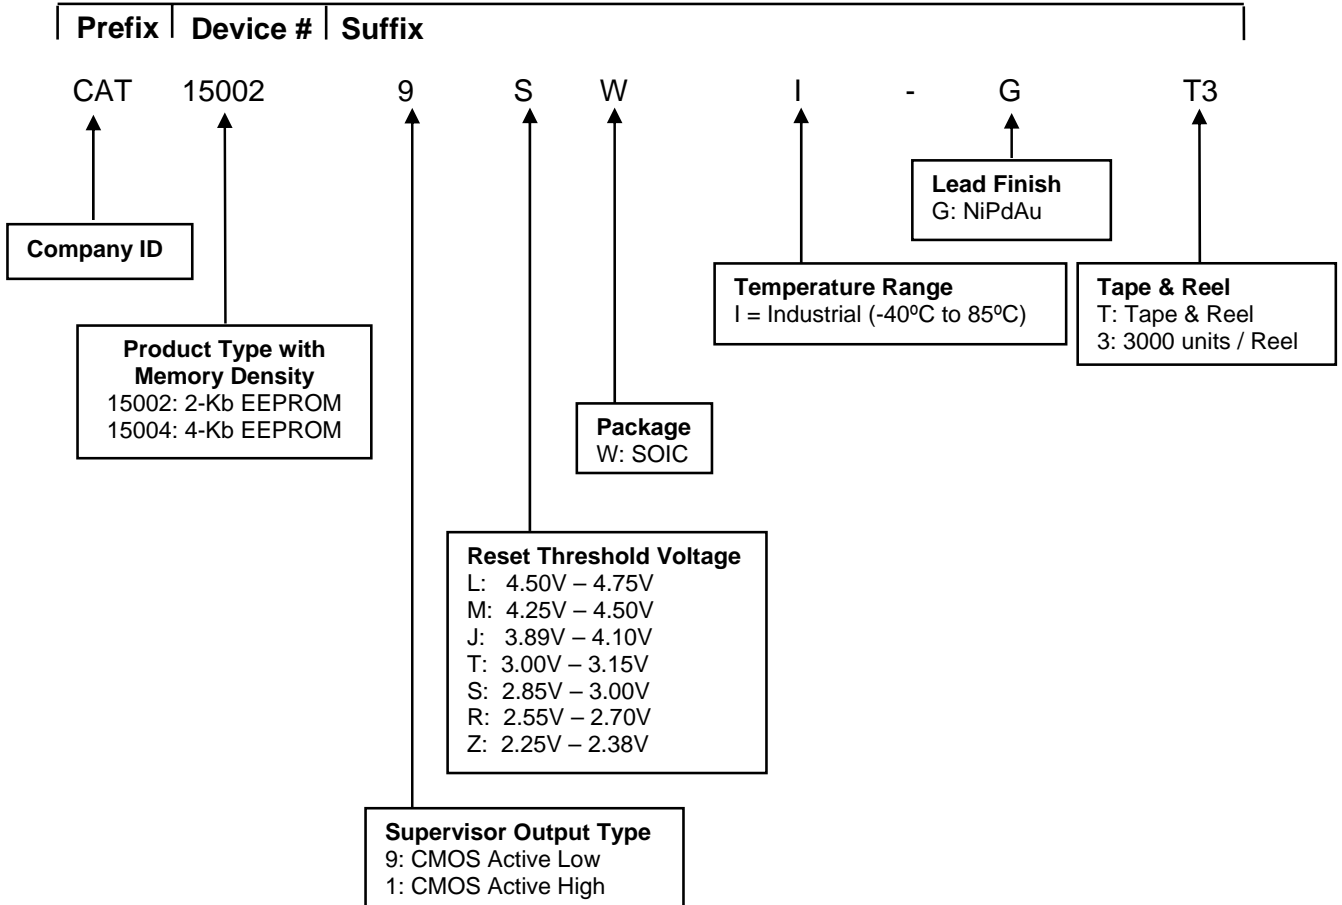 Prefix Device # Suffix
CAT 15002 9 S W I - G T3
Lead Finish
G: NiPdAu
Company ID
Temperature Range
I = Industrial (-40ºC to 85ºC)
Tape & Reel
T: Tape & Reel
3: 3000 units / Reel
Product Type with
Memory Density
15002: 2-Kb EEPROM
15004: 4-Kb EEPROM
Package
W: SOIC
Reset Threshold Voltage
L: 4.50V – 4.75V
M: 4.25V – 4.50V
J: 3.89V – 4.10V
T: 3.00V – 3.15V
S: 2.85V – 3.00V
R: 2.55V – 2.70V
Z: 2.25V – 2.38V
Supervisor Output Type
9: CMOS Active Low
1: CMOS Active High